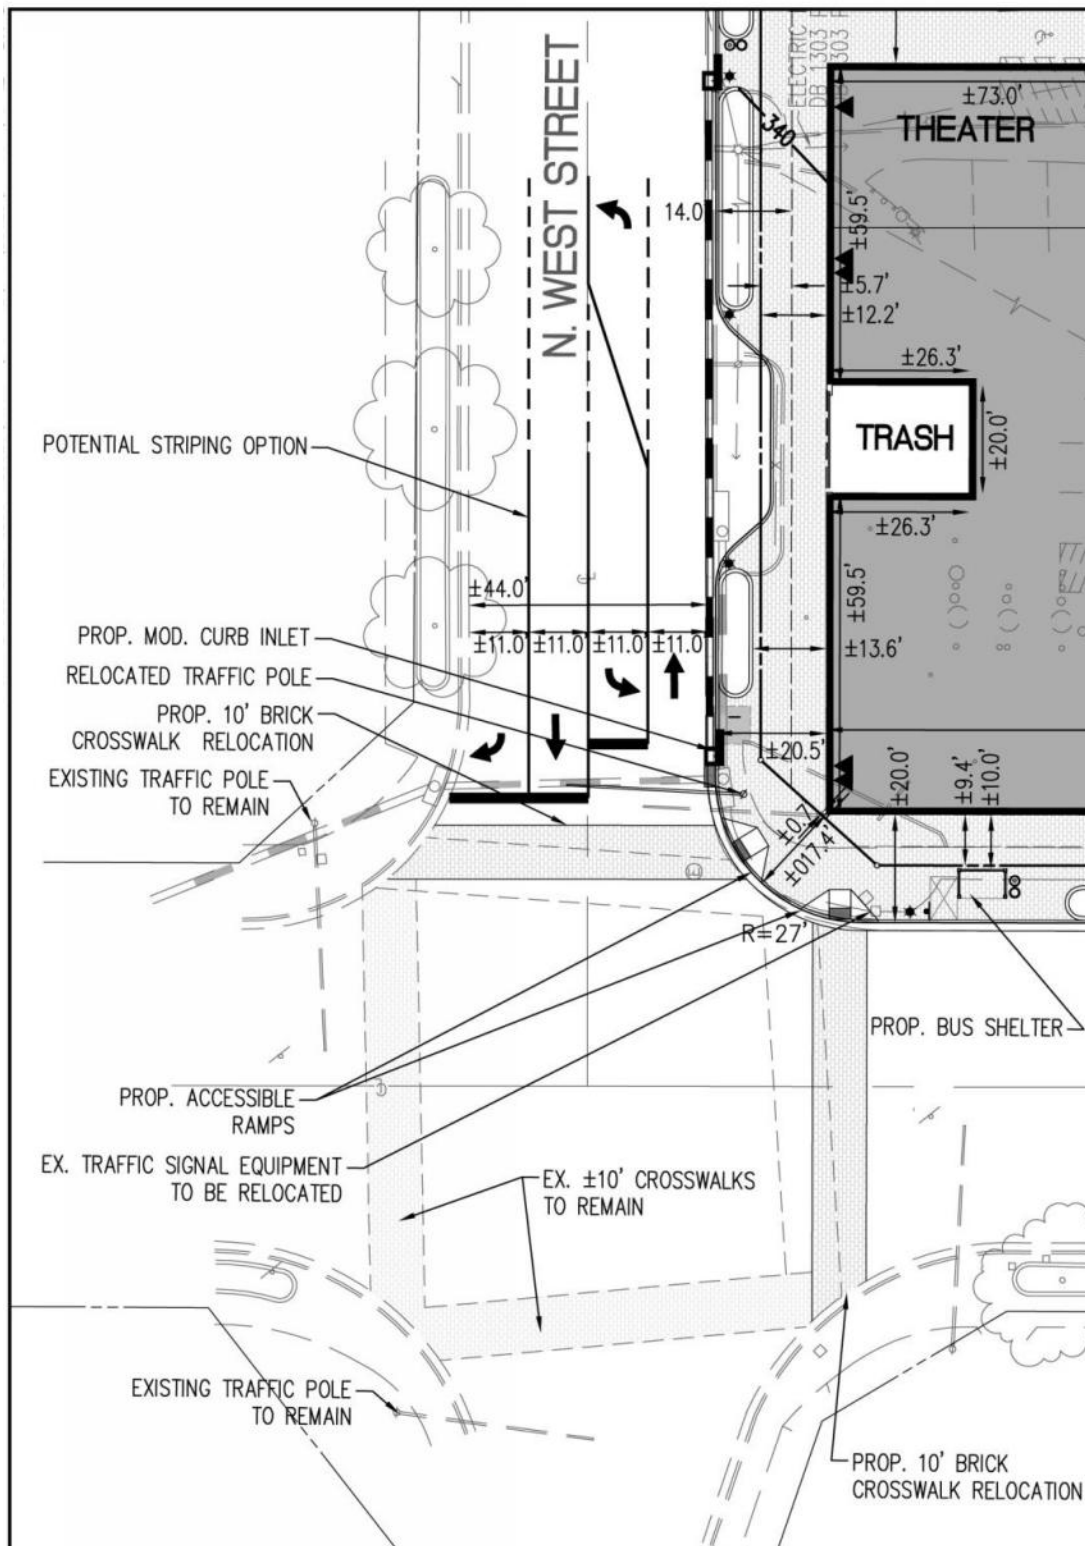 ELECTRIC
DB 1303
±73.0'
THEATER
340
N. WEST STREET
14.0'
±59.5'
±5.7'
±12.2'
±26.3'
TRASH
±20.0'
POTENTIAL STRIPING OPTION
±26.3'
±59.5'
±44.0'
PROP. MOD. CURB INLET
±11.0'
±11.0'
±11.0'
±11.0'
±13.6'
RELOCATED TRAFFIC POLE
PROP. 10' BRICK
CROSSWALK RELOCATION
±20.5'
EXISTING TRAFFIC POLE
TO REMAIN
±20.0'
±9.4'
±10.0'
±0.7'
±017.4'
R=27'
PROP. BUS SHELTER
PROP. ACCESSIBLE
RAMPS
EX. TRAFFIC SIGNAL EQUIPMENT
TO BE RELOCATED
EX. ±10' CROSSWALKS
TO REMAIN
EXISTING TRAFFIC POLE
TO REMAIN
PROP. 10' BRICK
CROSSWALK RELOCATION